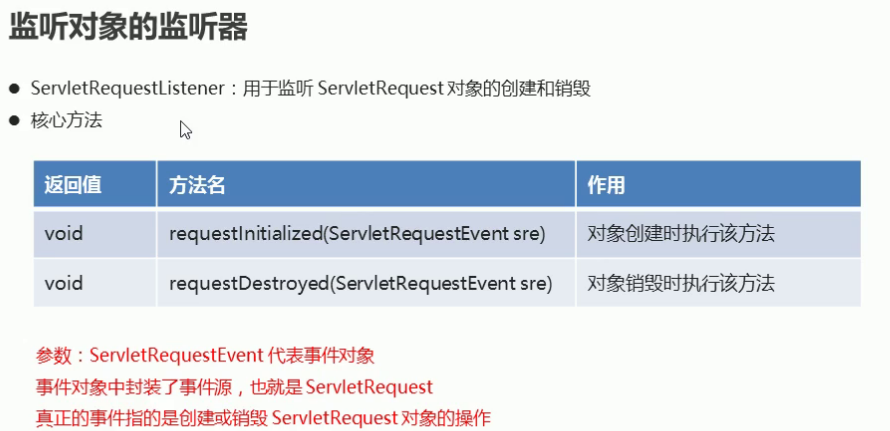 监听对象的监听器
● ServletRequestListener：用于监听 ServletRequest 对象的创建和销毁
● 核心方法
返回值 方法名 作用
void requestInitialized(ServletRequestEvent sre) 对象创建时执行该方法
void requestDestroyed(ServletRequestEvent sre) 对象销毁时执行该方法
参数：ServletRequestEvent 代表事件对象
事件对象中封装了事件源，也就是 ServletRequest
真正的事件指的是创建或销毁 ServletRequest 对象的操作